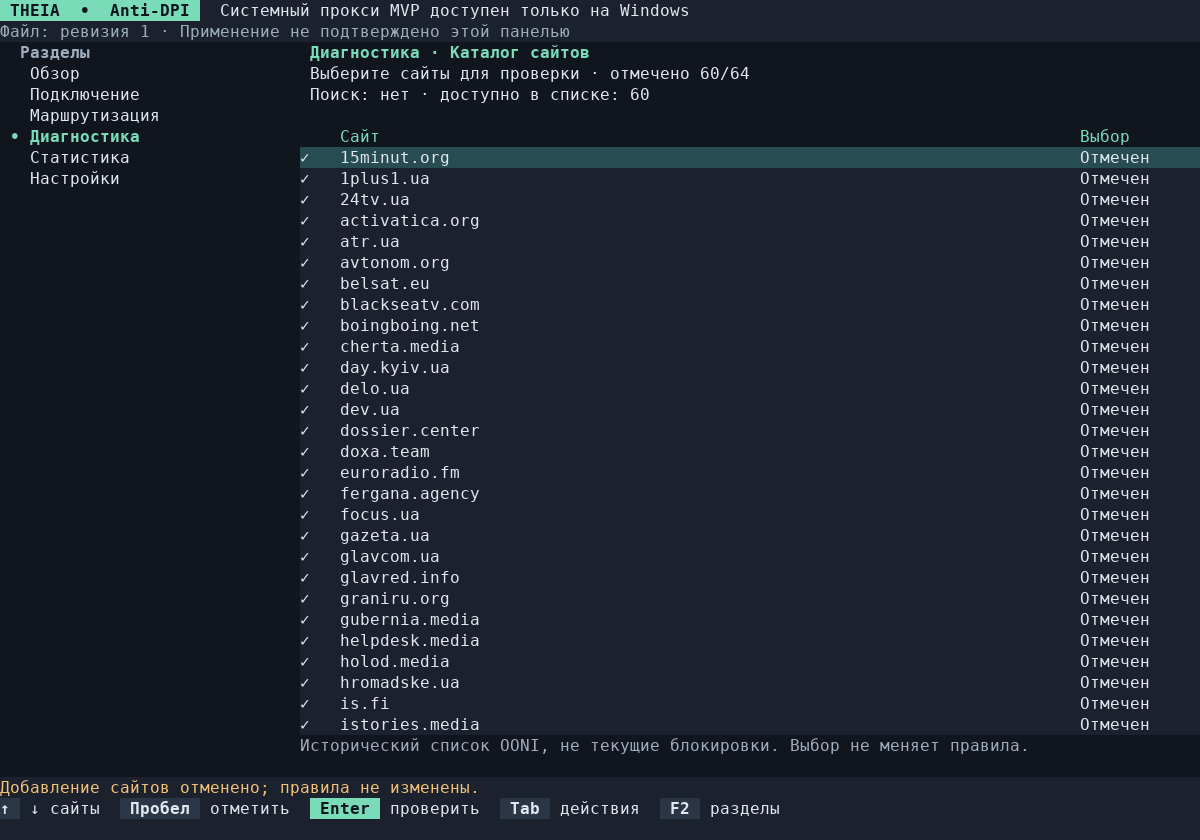 THEIA • Anti-DPI Системный прокси MVP доступен только на Windows
Файл: ревизия 1 · Применение не подтверждено этой панелью
Разделы
Обзор
Подключение
Маршрутизация
• Диагностика
Статистика
Настройки
Диагностика · Каталог сайтов
Выберите сайты для проверки · отмечено 60/64
Поиск: нет · доступно в списке: 60
Сайт Выбор
✓ 15minut.org Отмечен
✓ 1plus1.ua Отмечен
✓ 24tv.ua Отмечен
✓ activatica.org Отмечен
✓ atr.ua Отмечен
✓ avtonom.org Отмечен
✓ belsat.eu Отмечен
✓ blackseatv.com Отмечен
✓ boingboing.net Отмечен
✓ cherta.media Отмечен
✓ day.kyiv.ua Отмечен
✓ delo.ua Отмечен
✓ dev.ua Отмечен
✓ dossier.center Отмечен
✓ doxa.team Отмечен
✓ euroradio.fm Отмечен
✓ fergana.agency Отмечен
✓ focus.ua Отмечен
✓ gazeta.ua Отмечен
✓ glavcom.ua Отмечен
✓ glavred.info Отмечен
✓ graniru.org Отмечен
✓ gubernia.media Отмечен
✓ helpdesk.media Отмечен
✓ holod.media Отмечен
✓ hromadske.ua Отмечен
✓ is.fi Отмечен
✓ istories.media Отмечен
Исторический список OONI, не текущие блокировки. Выбор не меняет правила.
Добавление сайтов отменено; правила не изменены.
↑ ↓ сайты Пробел отметить Enter проверить Tab действия F2 разделы